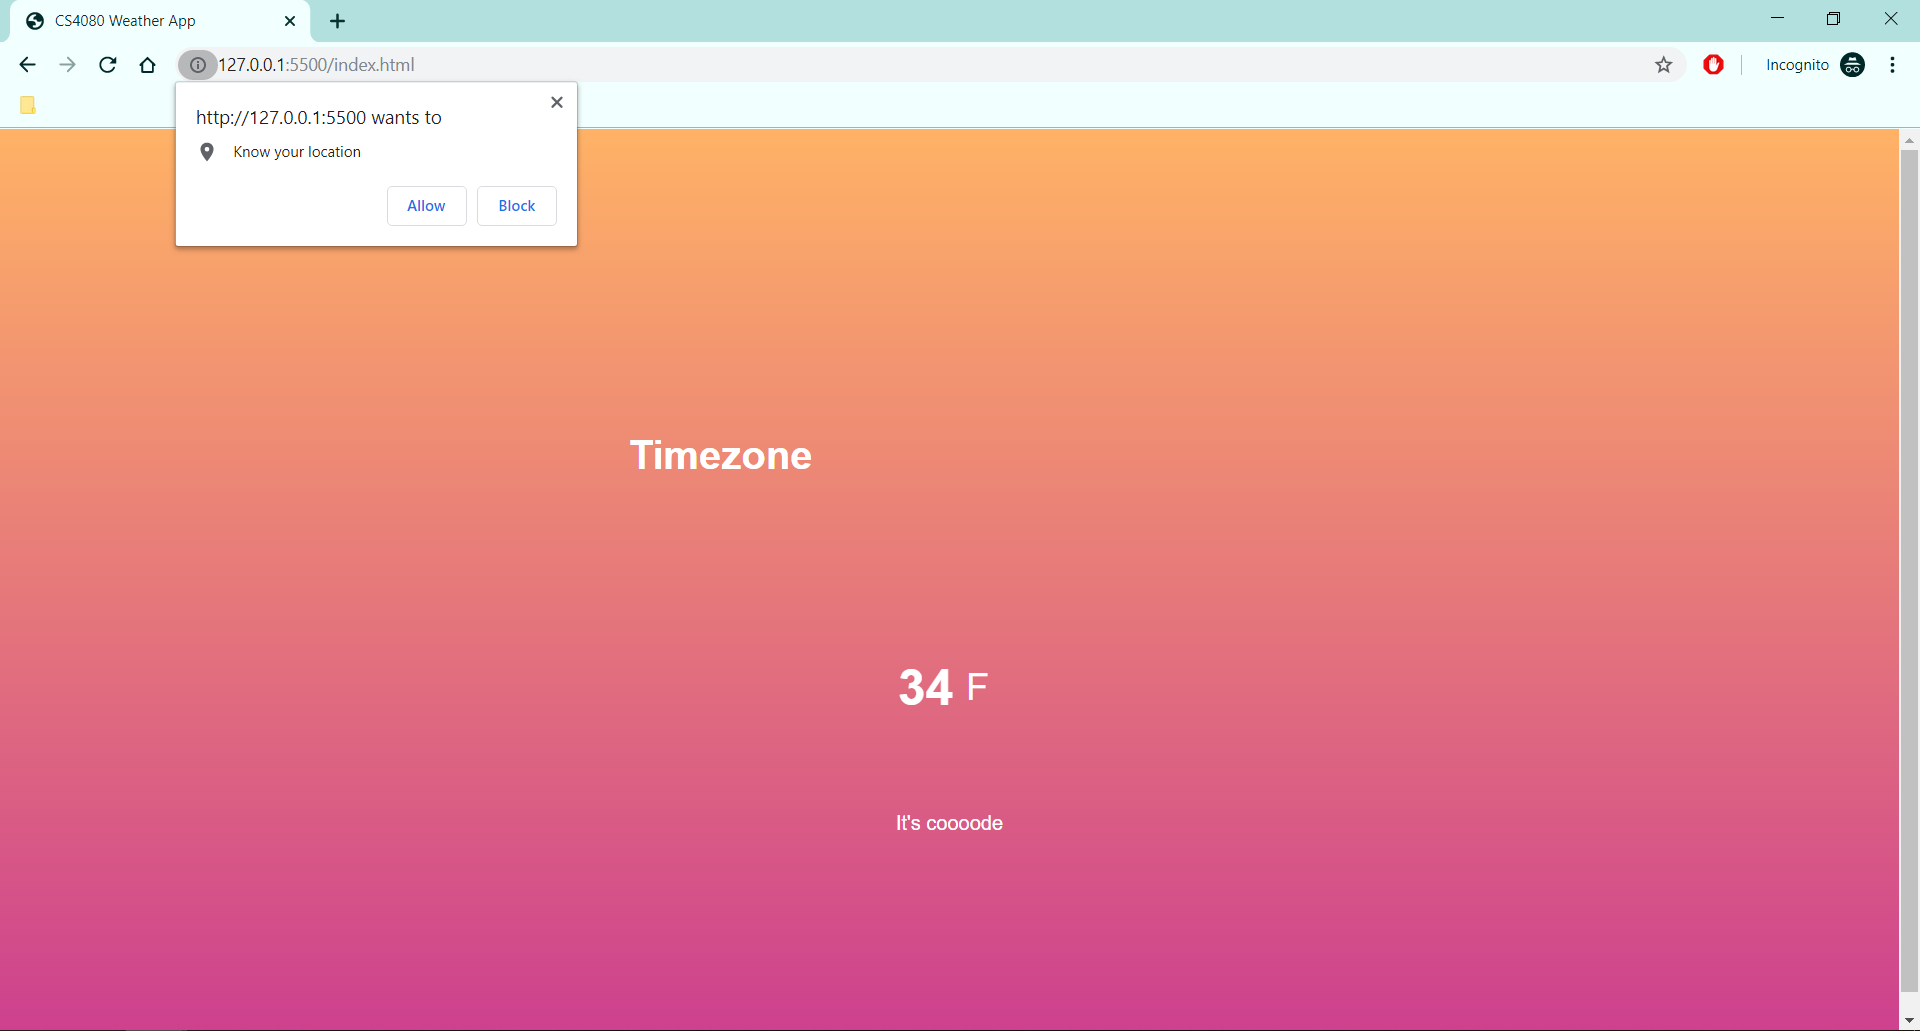 CS4080 Weather App
127.0.0.1:5500/index.html
Incognito
http://127.0.0.1:5500 wants to
Know your location
Allow Block
Timezone
34 F
It's coooode